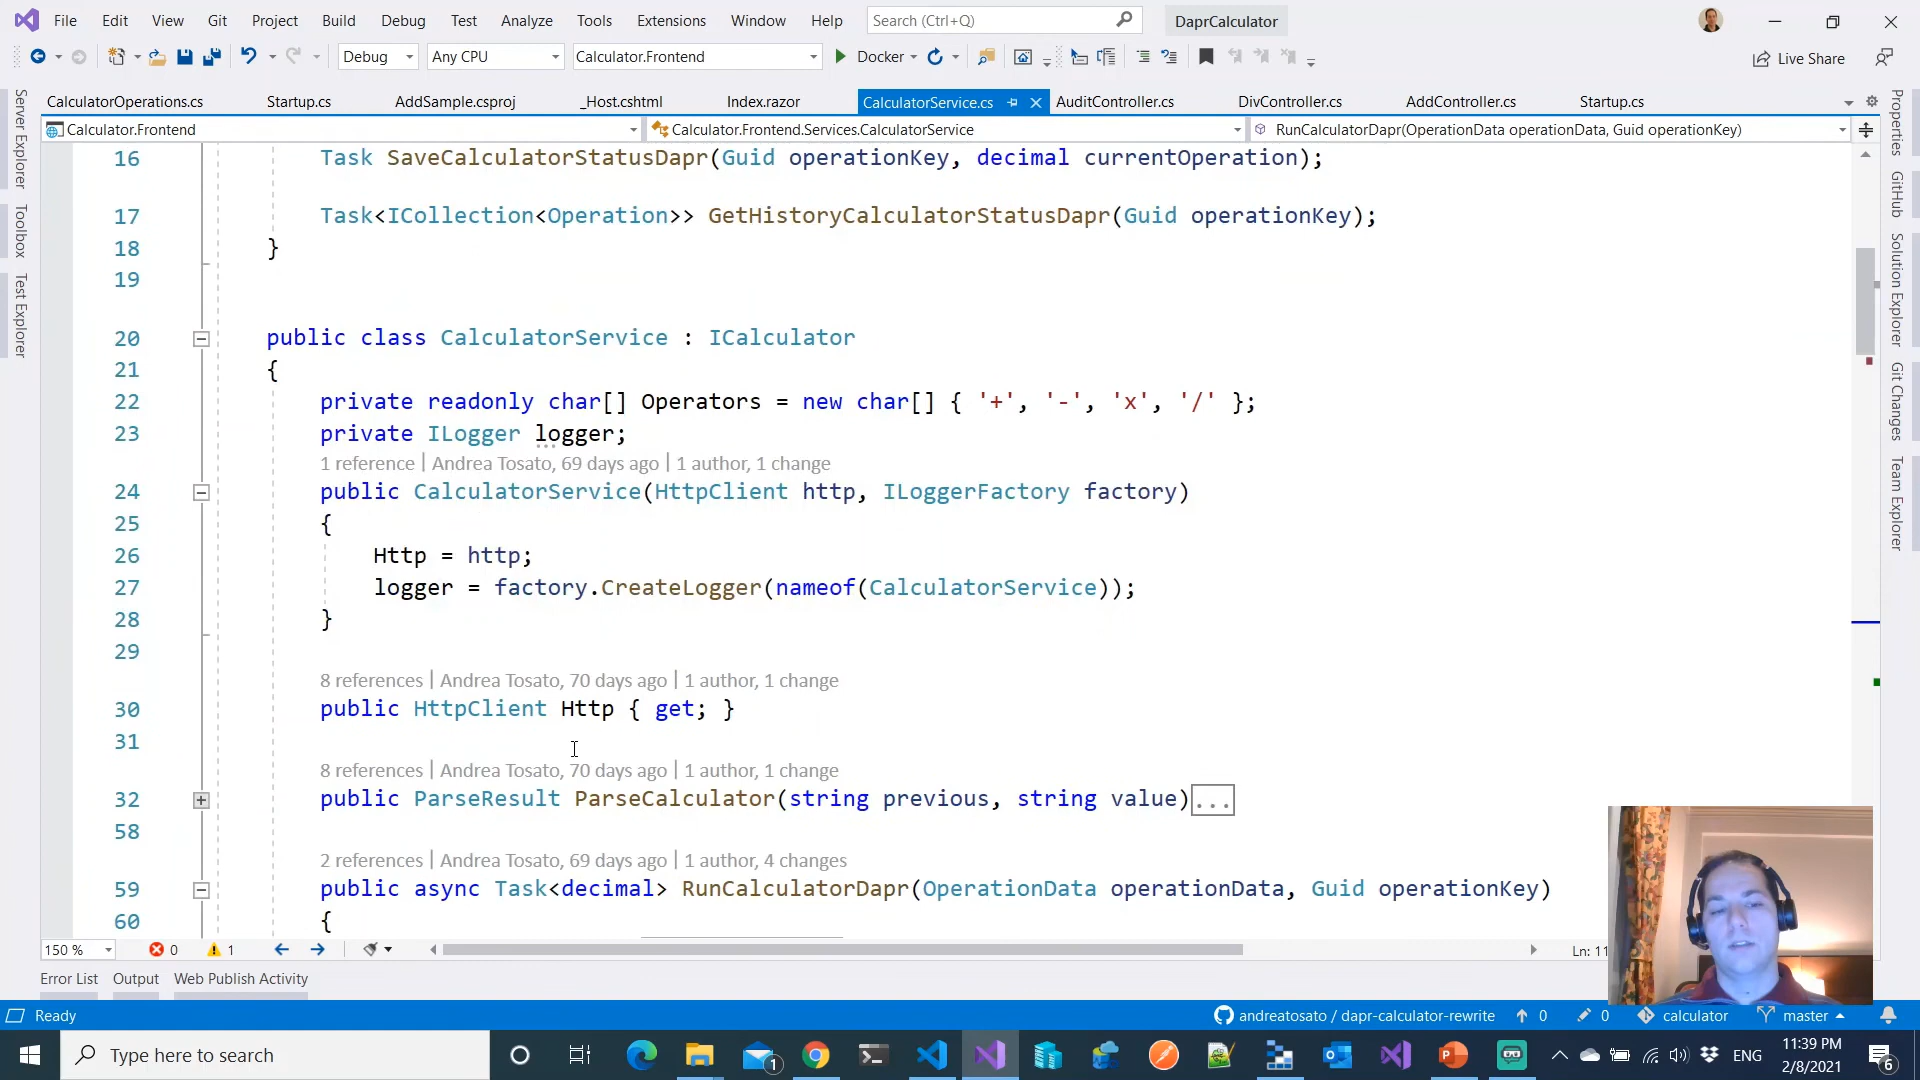 File Edit View Git Project Build Debug Test Analyze Tools Extensions Window Help Search (Ctrl+Q) DaprCalculator
Debug Any CPU Calculator.Frontend Docker Live Share
CalculatorOperations.cs Startup.cs AddSample.csproj _Host.cshtml Index.razor CalculatorService.cs AuditController.cs DivController.cs AddController.cs Startup.cs
Calculator.Frontend Calculator.Frontend.Services.CalculatorService RunCalculatorDapr(OperationData operationData, Guid operationKey)
Server Explorer
Toolbox
Test Explorer
16 Task SaveCalculatorStatusDapr(Guid operationKey, decimal currentOperation);
17 Task<ICollection<Operation>> GetHistoryCalculatorStatusDapr(Guid operationKey);
18 }
19
20 public class CalculatorService : ICalculator
21 {
22 private readonly char[] Operators = new char[] { '+', '-', 'x', '/' };
23 private ILogger logger;
1 reference | Andrea Tosato, 69 days ago | 1 author, 1 change
24 public CalculatorService(HttpClient http, ILoggerFactory factory)
25 {
26 Http = http;
27 logger = factory.CreateLogger(nameof(CalculatorService));
28 }
29
8 references | Andrea Tosato, 70 days ago | 1 author, 1 change
30 public HttpClient Http { get; }
31
8 references | Andrea Tosato, 70 days ago | 1 author, 1 change
32 public ParseResult ParseCalculator(string previous, string value)...
58
2 references | Andrea Tosato, 69 days ago | 1 author, 4 changes
59 public async Task<decimal> RunCalculatorDapr(OperationData operationData, Guid operationKey)
60 {
Properties
GitHub
Solution Explorer
Git Changes
Team Explorer
150 % 0 1 Ln: 11
Error List Output Web Publish Activity
Ready andreatosato / dapr-calculator-rewrite 0 0 calculator master
Type here to search 1 ENG 11:39 PM 6
2/8/2021